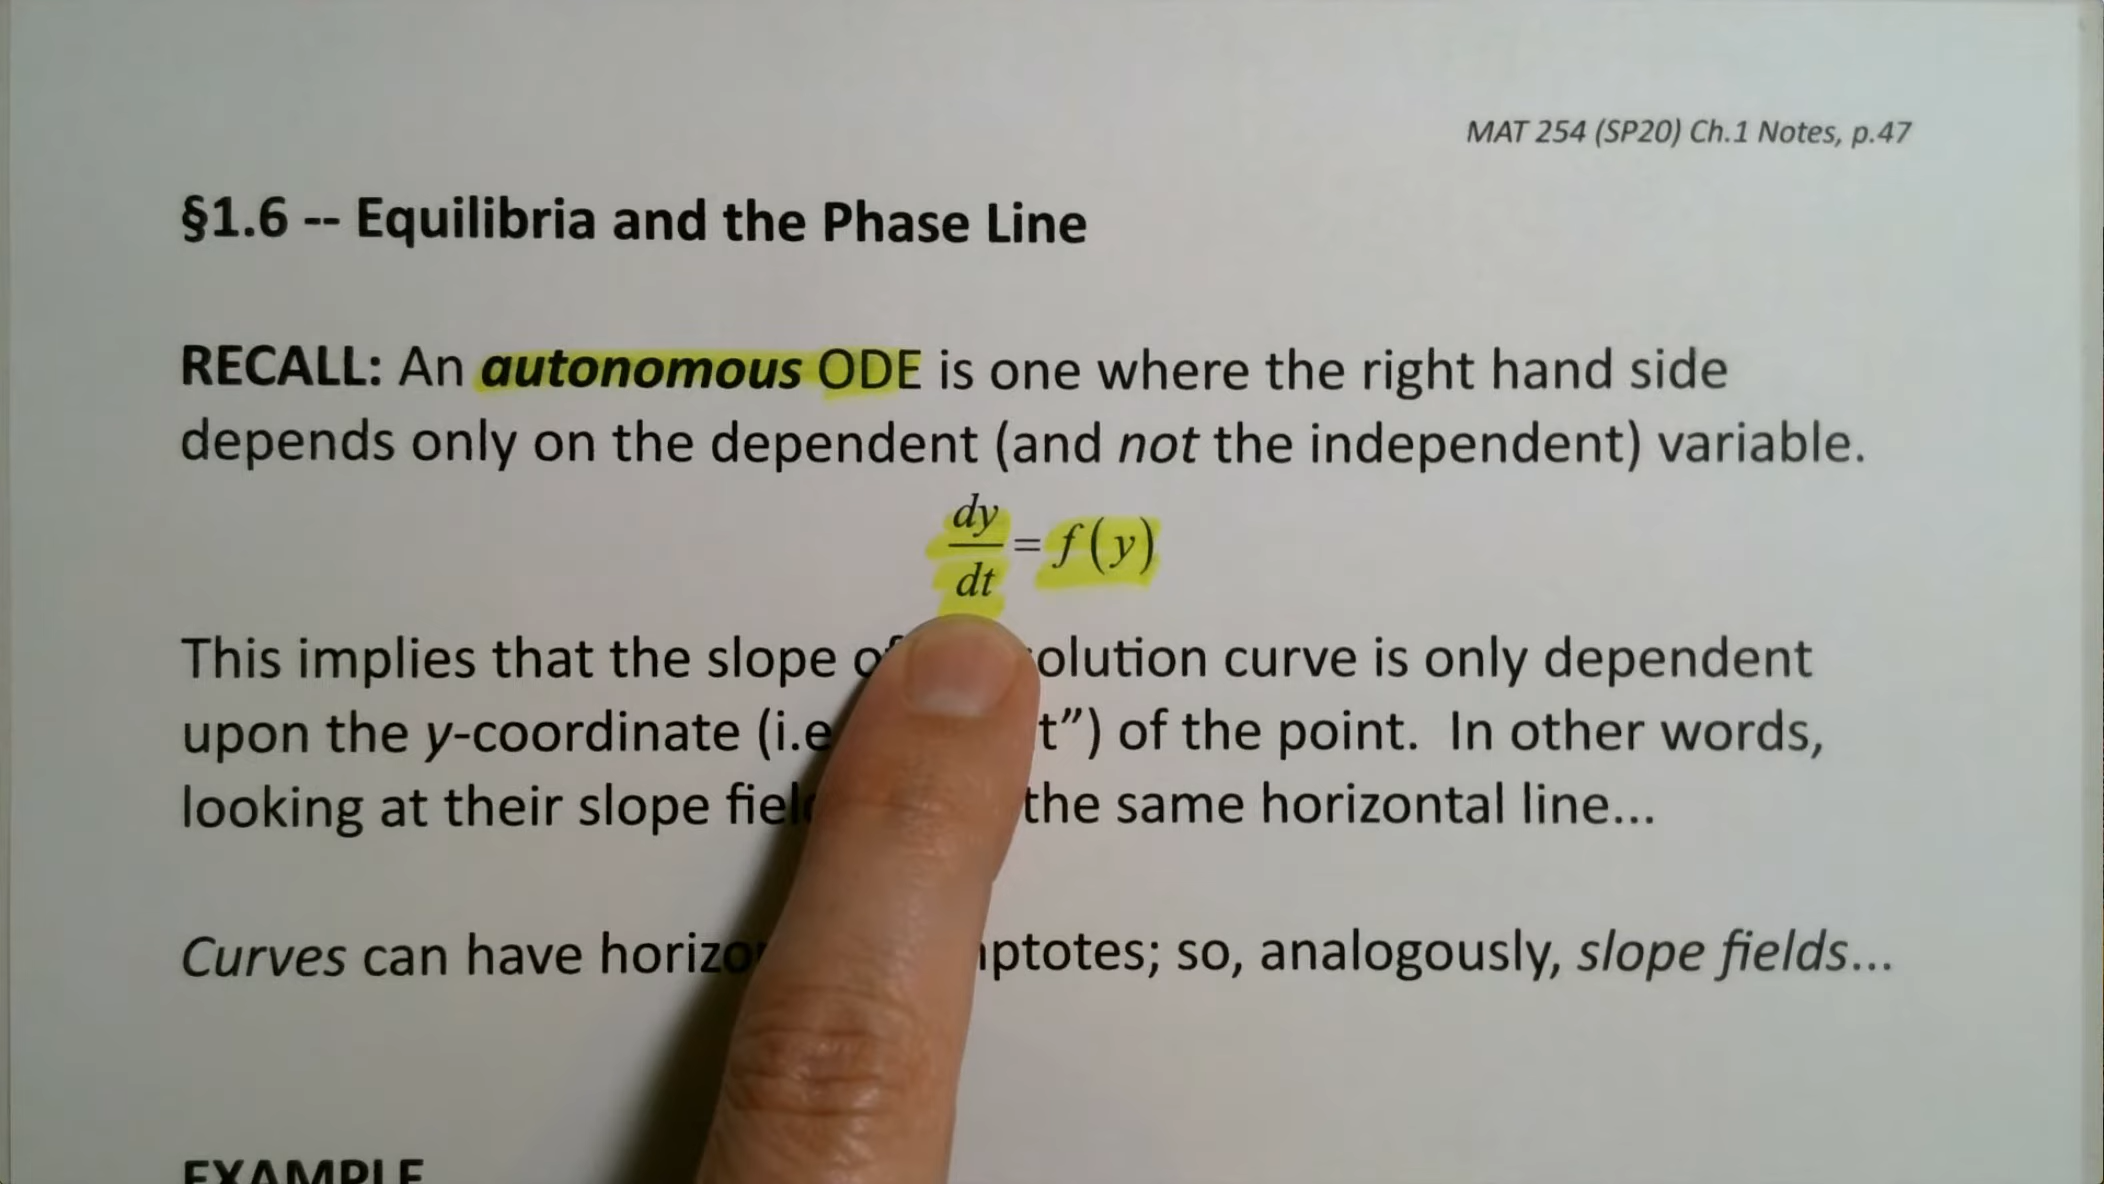 MAT 254 (SP20) Ch.1 Notes, p.47
§1.6 -- Equilibria and the Phase Line
RECALL: An autonomous ODE is one where the right hand side
depends only on the dependent (and not the independent) variable.
dy/dt = f(y)
This implies that the slope olution curve is only dependent
upon the y-coordinate (i.e t”) of the point. In other words,
looking at their slope fiel the same horizontal line...
Curves can have horizo ptotes; so, analogously, slope fields...
EXAMPLE